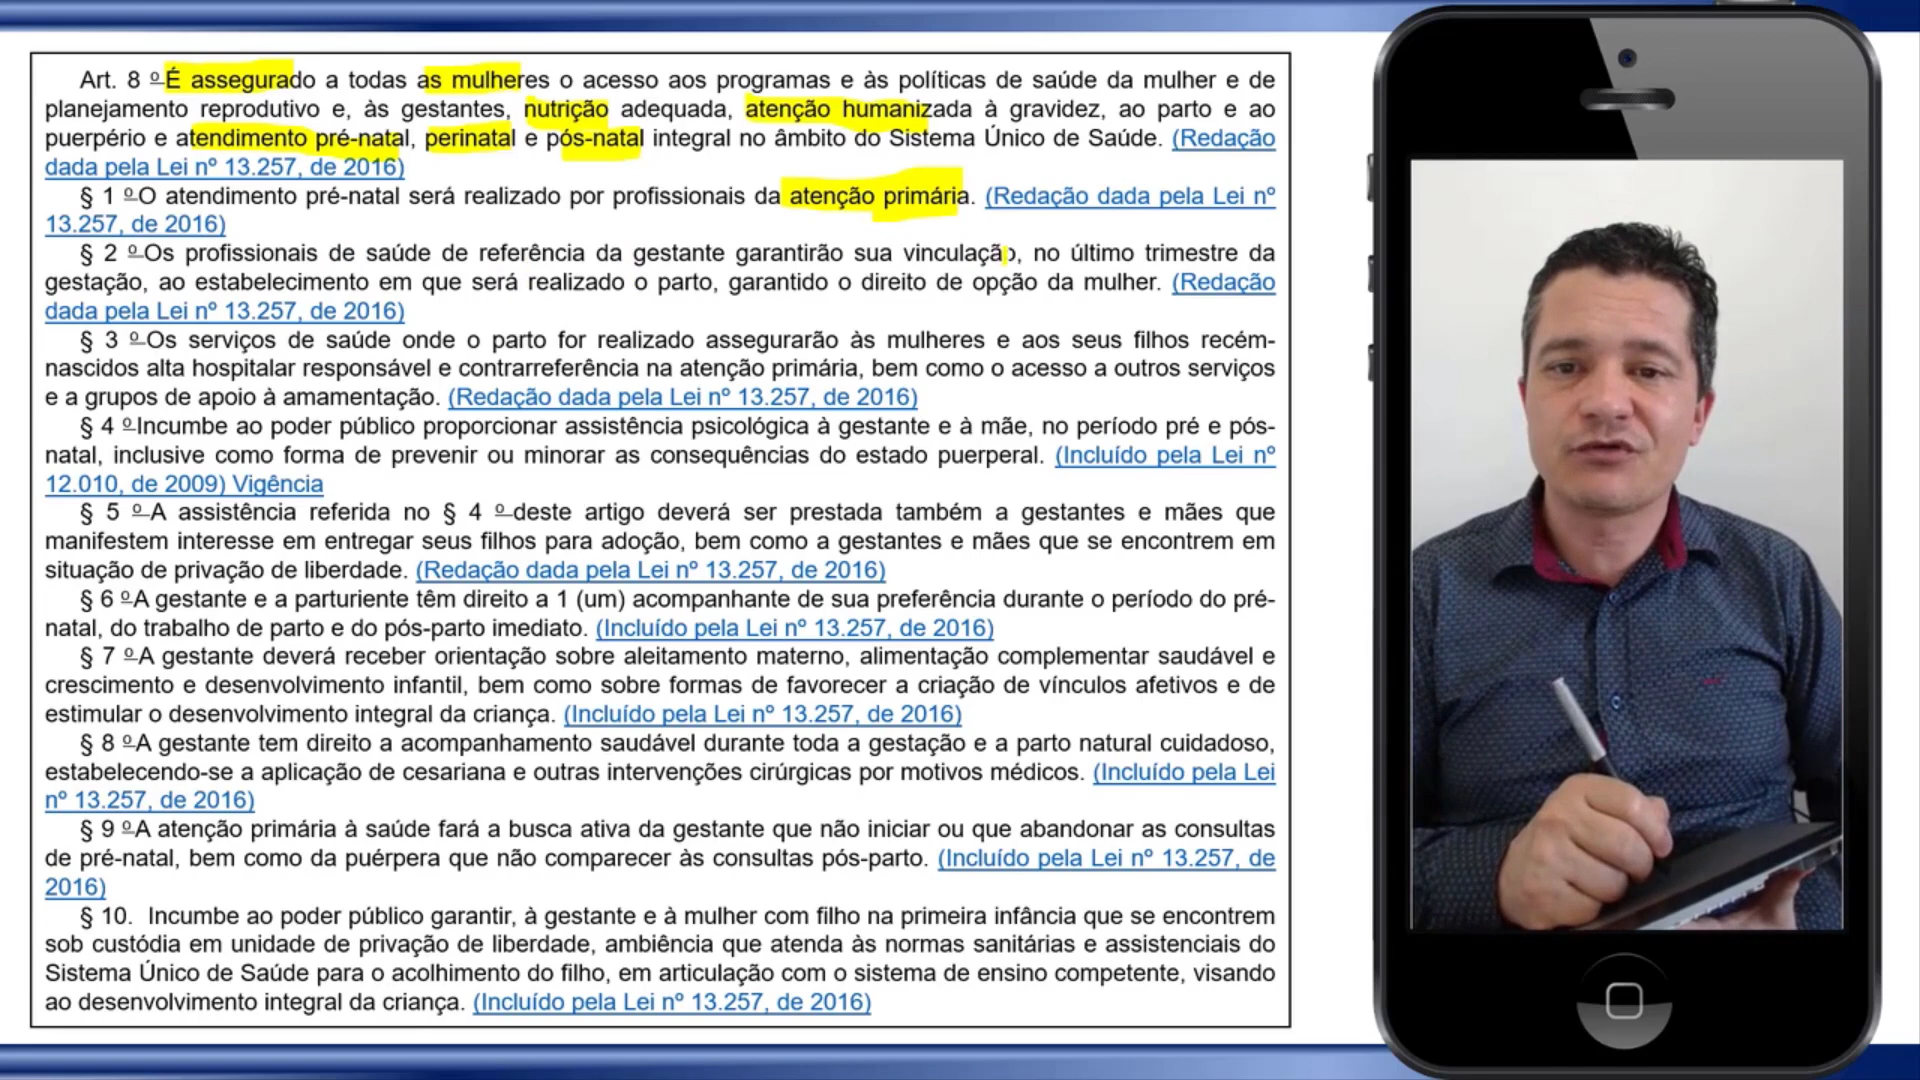 Art. 8 º É assegurado a todas as mulheres o acesso aos programas e às políticas de saúde da mulher e de
planejamento reprodutivo e, às gestantes, nutrição adequada, atenção humanizada à gravidez, ao parto e ao
puerpério e atendimento pré-natal, perinatal e pós-natal integral no âmbito do Sistema Único de Saúde. (Redação
dada pela Lei nº 13.257, de 2016)
§ 1 º O atendimento pré-natal será realizado por profissionais da atenção primária. (Redação dada pela Lei nº
13.257, de 2016)
§ 2 º Os profissionais de saúde de referência da gestante garantirão sua vinculação, no último trimestre da
gestação, ao estabelecimento em que será realizado o parto, garantido o direito de opção da mulher. (Redação
dada pela Lei nº 13.257, de 2016)
§ 3 º Os serviços de saúde onde o parto for realizado assegurarão às mulheres e aos seus filhos recém-
nascidos alta hospitalar responsável e contrarreferência na atenção primária, bem como o acesso a outros serviços
e a grupos de apoio à amamentação. (Redação dada pela Lei nº 13.257, de 2016)
§ 4 º Incumbe ao poder público proporcionar assistência psicológica à gestante e à mãe, no período pré e pós-
natal, inclusive como forma de prevenir ou minorar as consequências do estado puerperal. (Incluído pela Lei nº
12.010, de 2009) Vigência
§ 5 º A assistência referida no § 4 º deste artigo deverá ser prestada também a gestantes e mães que
manifestem interesse em entregar seus filhos para adoção, bem como a gestantes e mães que se encontrem em
situação de privação de liberdade. (Redação dada pela Lei nº 13.257, de 2016)
§ 6 º A gestante e a parturiente têm direito a 1 (um) acompanhante de sua preferência durante o período do pré-
natal, do trabalho de parto e do pós-parto imediato. (Incluído pela Lei nº 13.257, de 2016)
§ 7 º A gestante deverá receber orientação sobre aleitamento materno, alimentação complementar saudável e
crescimento e desenvolvimento infantil, bem como sobre formas de favorecer a criação de vínculos afetivos e de
estimular o desenvolvimento integral da criança. (Incluído pela Lei nº 13.257, de 2016)
§ 8 º A gestante tem direito a acompanhamento saudável durante toda a gestação e a parto natural cuidadoso,
estabelecendo-se a aplicação de cesariana e outras intervenções cirúrgicas por motivos médicos. (Incluído pela Lei
nº 13.257, de 2016)
§ 9 º A atenção primária à saúde fará a busca ativa da gestante que não iniciar ou que abandonar as consultas
de pré-natal, bem como da puérpera que não comparecer às consultas pós-parto. (Incluído pela Lei nº 13.257, de
2016)
§ 10. Incumbe ao poder público garantir, à gestante e à mulher com filho na primeira infância que se encontrem
sob custódia em unidade de privação de liberdade, ambiência que atenda às normas sanitárias e assistenciais do
Sistema Único de Saúde para o acolhimento do filho, em articulação com o sistema de ensino competente, visando
ao desenvolvimento integral da criança. (Incluído pela Lei nº 13.257, de 2016)